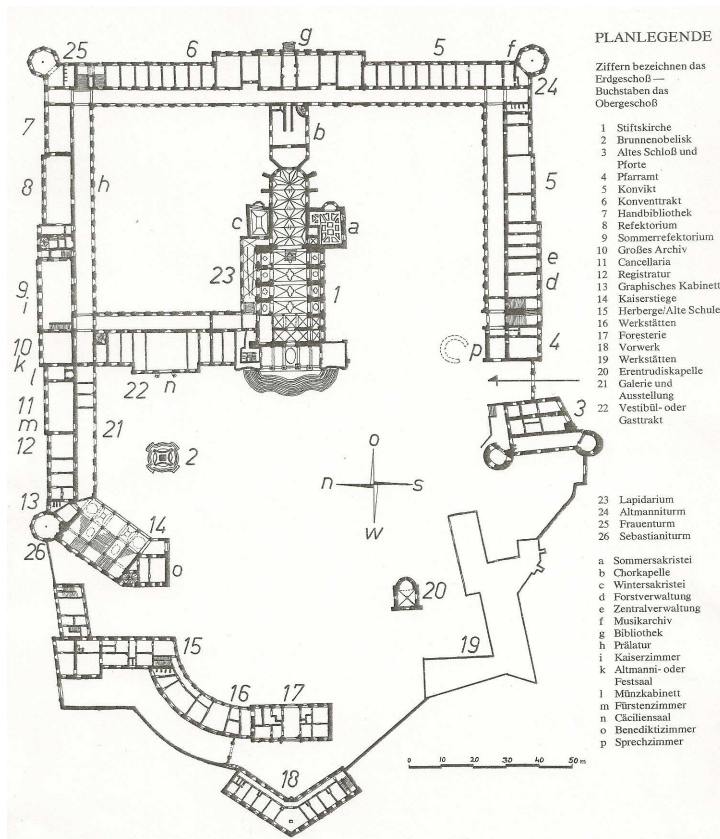 25
6
g
5
f
24
7
8
h
b
c
a
5
23
e
d
1
9
i
10
k
l
11
m
12
22
n
21
4
p
3
2
o
n
s
w
13
26
14
o
20
15
16
17
19
18
0 10 20 30 40 50 m
PLANLEGENDE
Ziffern bezeichnen das
Erdgeschoß —
Buchstaben das
Obergeschoß
1 Stiftskirche
2 Brunnenobelisk
3 Altes Schloß und
Pforte
4 Pfarramt
5 Konvikt
6 Konventtrakt
7 Handbibliothek
8 Refektorium
9 Sommerrefektorium
10 Großes Archiv
11 Cancellaria
12 Registratur
13 Graphisches Kabinett
14 Kaiserstiege
15 Herberge/Alte Schule
16 Werkstätten
17 Foresterie
18 Vorwerk
19 Werkstätten
20 Erentrudiskapelle
21 Galerie und
Ausstellung
22 Vestibül- oder
Gasttrakt
23 Lapidarium
24 Altmanniturm
25 Frauenturm
26 Sebastianiturm
a Sommersakristei
b Chorkapelle
c Wintersakristei
d Forstverwaltung
e Zentralverwaltung
f Musikarchiv
g Bibliothek
h Prälatur
i Kaiserzimmer
k Altmanni- oder
Festsaal
l Münzkabinett
m Fürstenzimmer
n Cäciliensaal
o Benediktizimmer
p Sprechzimmer